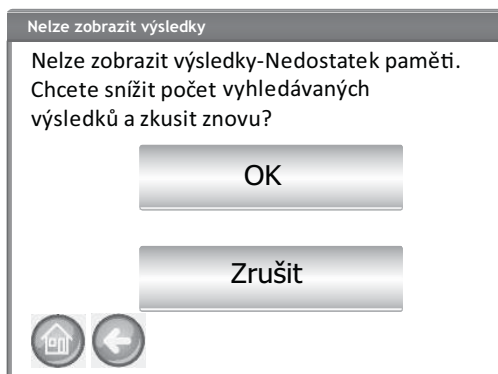 Nelze zobrazit výsledky
Nelze zobrazit výsledky-Nedostatek paměti.
Chcete snížit počet vyhledávaných
výsledků a zkusit znovu?
OK
Zrušit